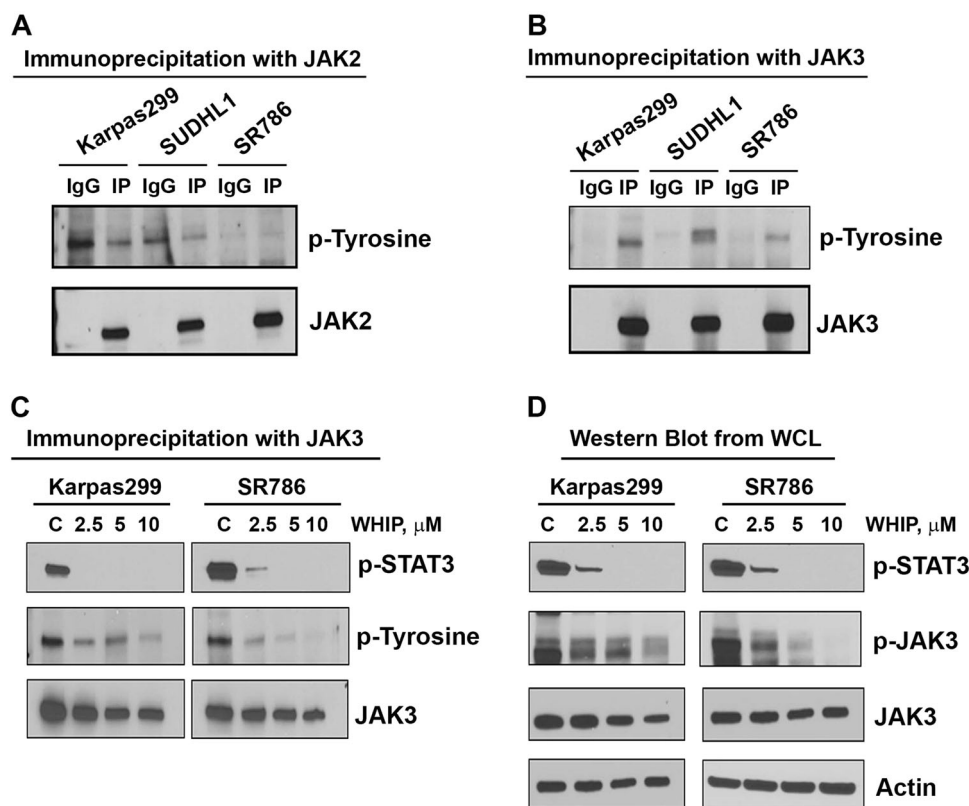 A
Immunoprecipitation with JAK2
Karpas299 SUDHL1 SR786
IgG IP IgG IP IgG IP
p-Tyrosine
JAK2
B
Immunoprecipitation with JAK3
Karpas299 SUDHL1 SR786
IgG IP IgG IP IgG IP
p-Tyrosine
JAK3
C
Immunoprecipitation with JAK3
Karpas299 SR786
C 2.5 5 10 C 2.5 5 10 WHIP, μM
p-STAT3
p-Tyrosine
JAK3
D
Western Blot from WCL
Karpas299 SR786
C 2.5 5 10 C 2.5 5 10 WHIP, μM
p-STAT3
p-JAK3
JAK3
Actin